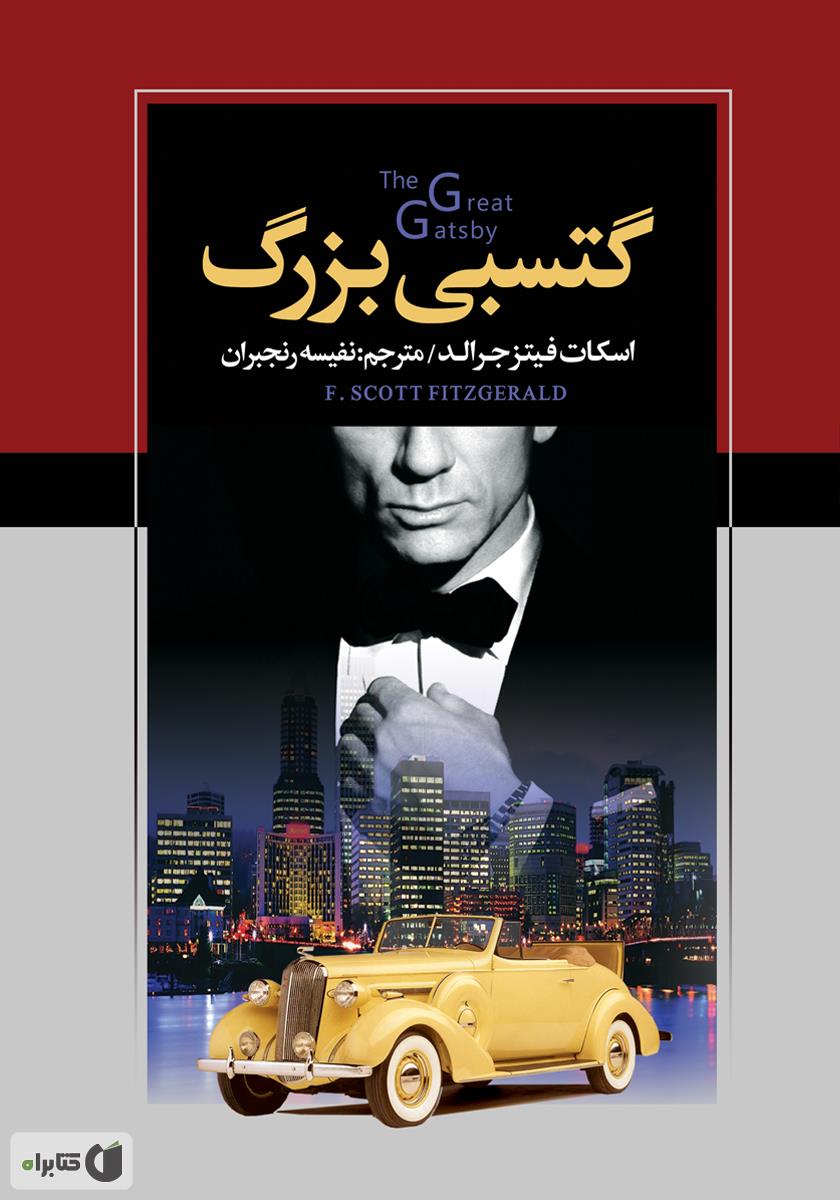 The Great
Gatsby
گتسبی بزرگ
اسکات فیتزجرالد/ مترجم: نفیسه رنجبران
F. SCOTT FITZGERALD
کتابراه